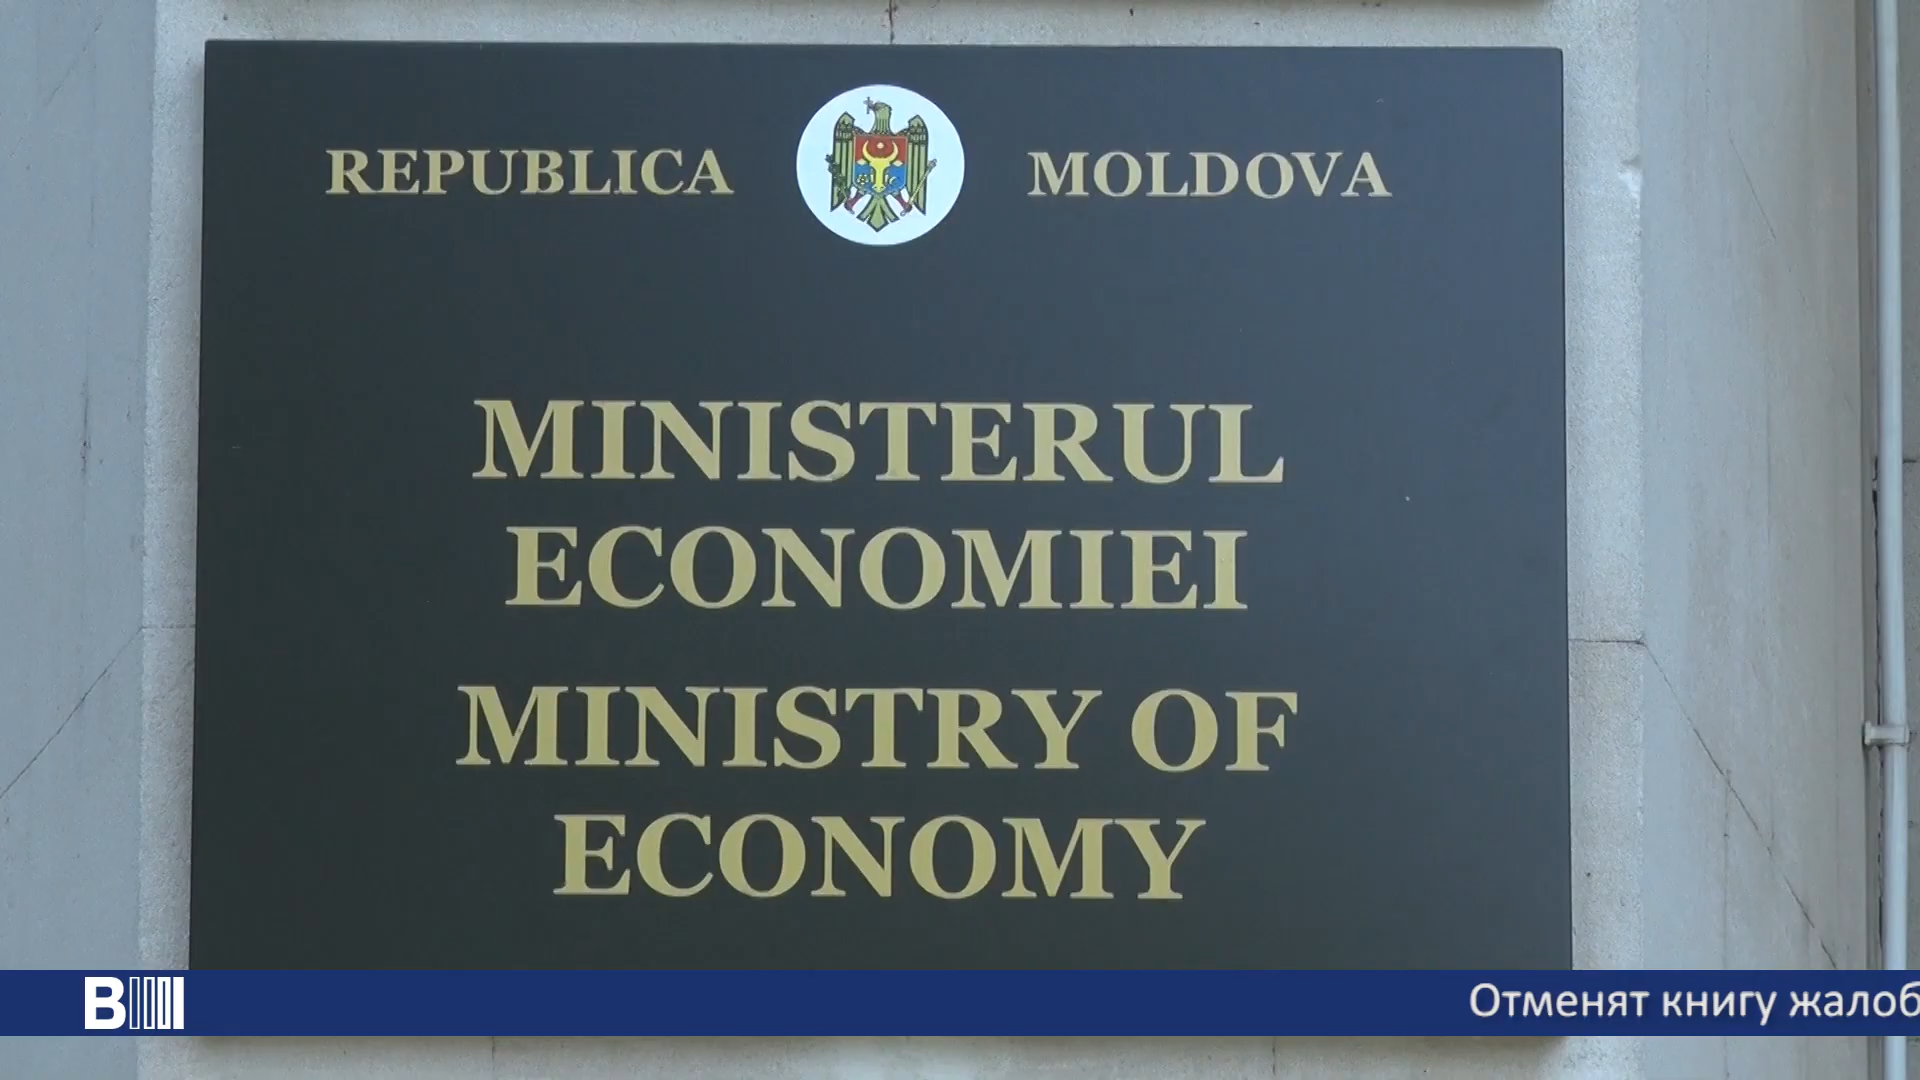 REPUBLICA MOLDOVA
MINISTERUL
ECONOMIEI
MINISTRY OF
ECONOMY
B
Отменят книгу жалоб